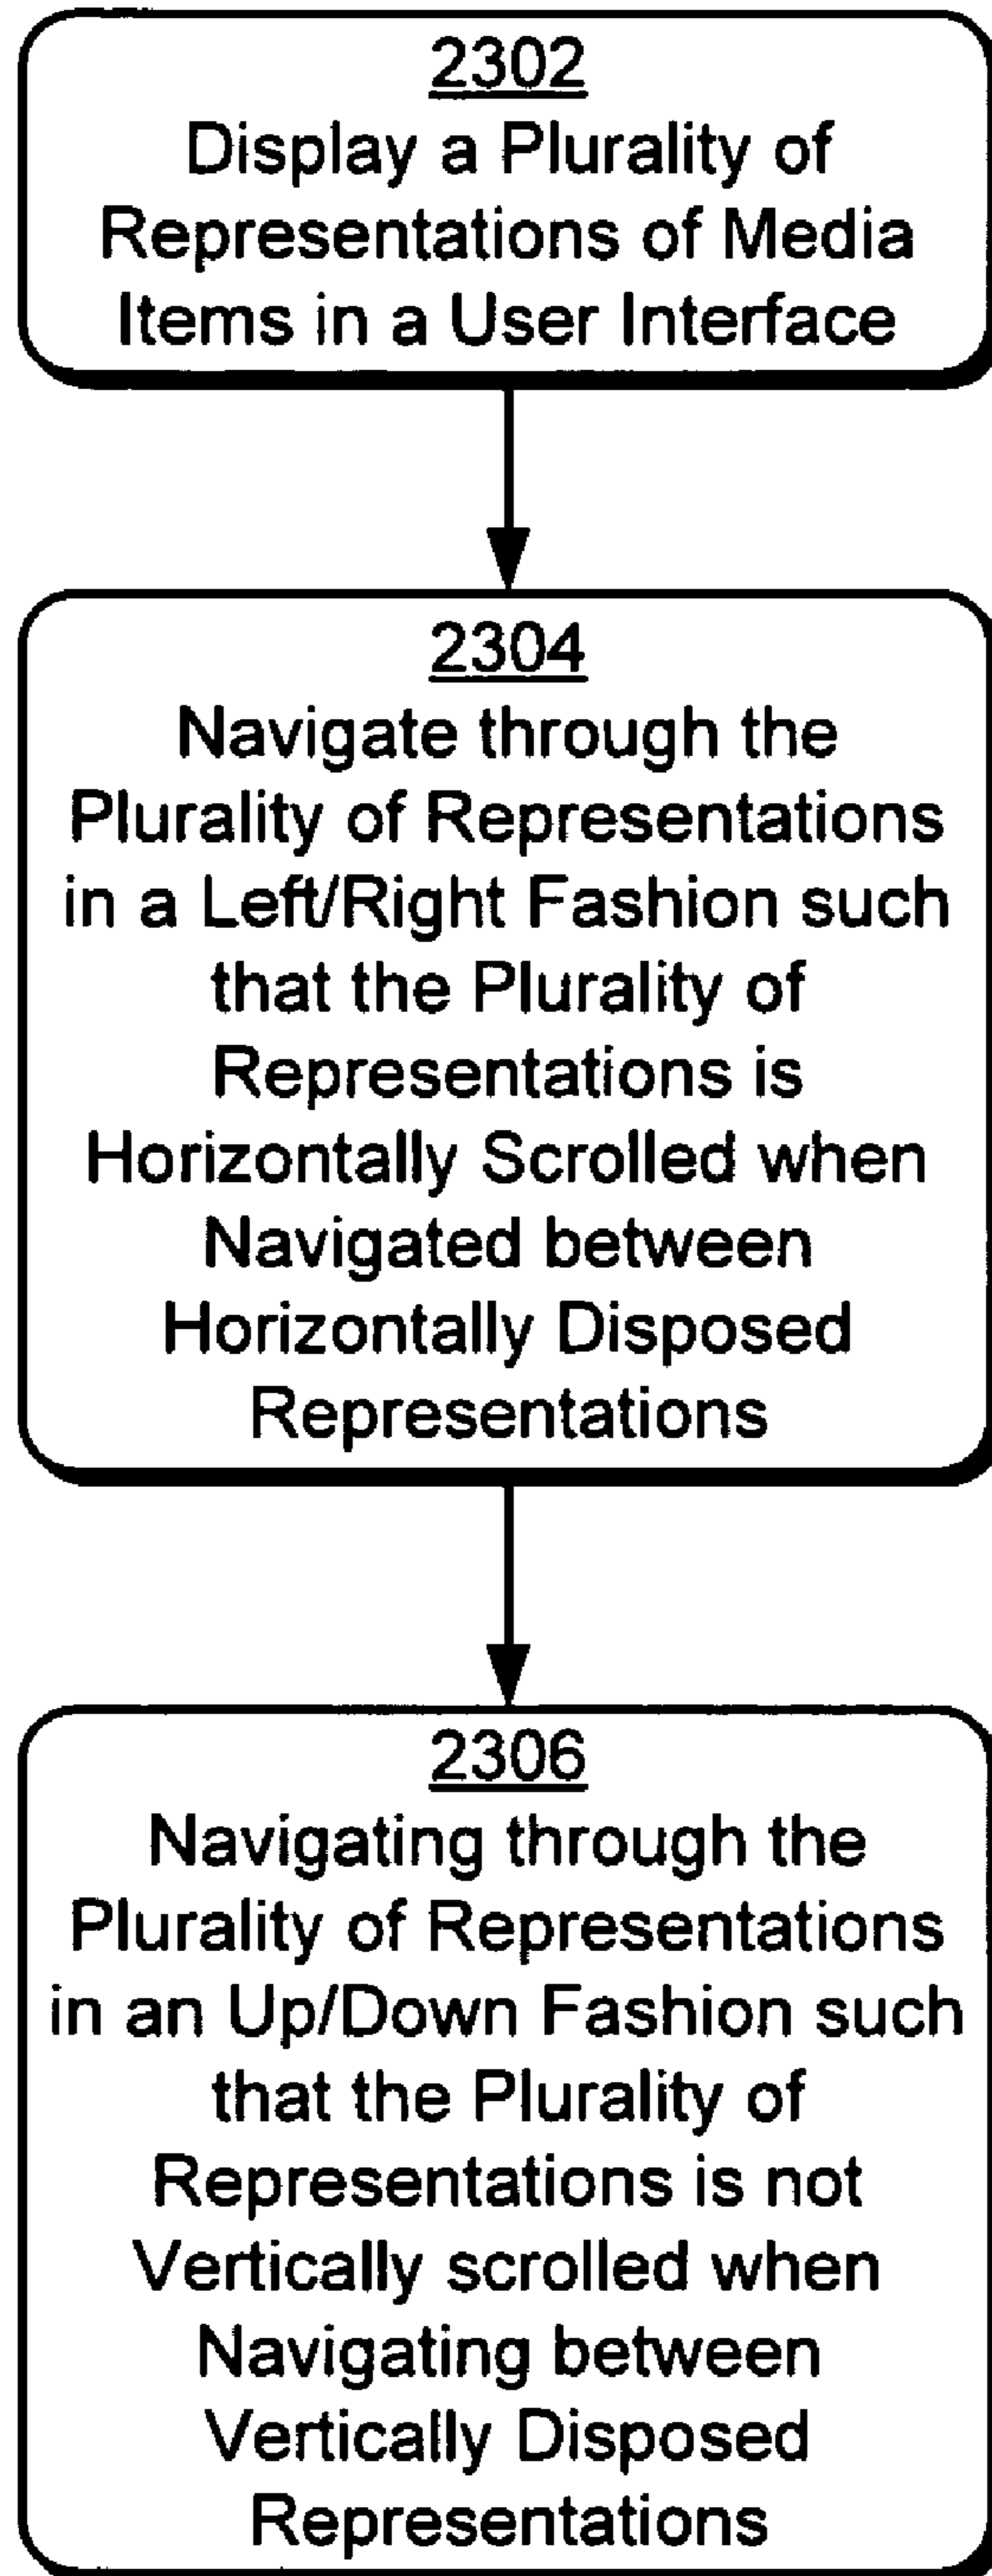 2302
Display a Plurality of
Representations of Media
Items in a User Interface
2304
Navigate through the
Plurality of Representations
in a Left/Right Fashion such
that the Plurality of
Representations is
Horizontally Scrolled when
Navigated between
Horizontally Disposed
Representations
2306
Navigating through the
Plurality of Representations
in an Up/Down Fashion such
that the Plurality of
Representations is not
Vertically scrolled when
Navigating between
Vertically Disposed
Representations